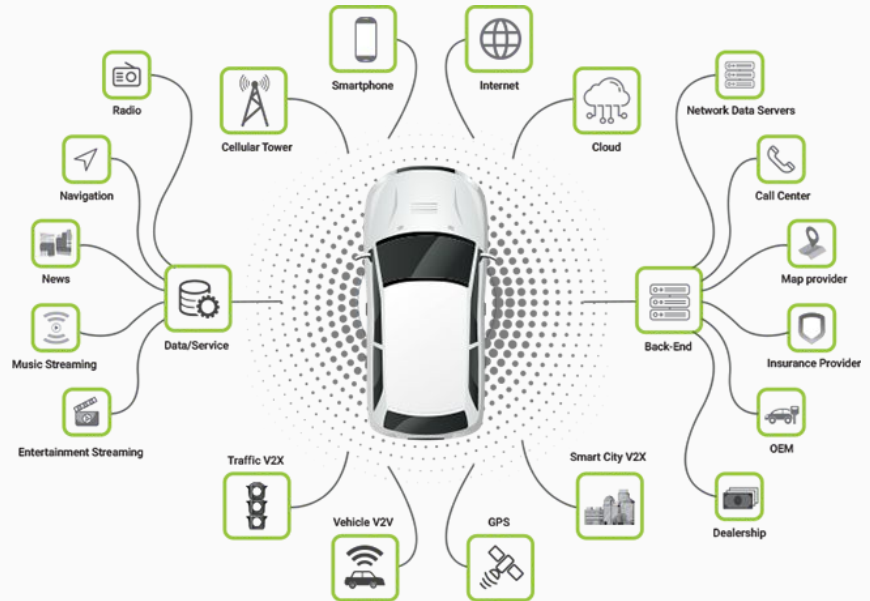 Smartphone
Internet
Radio
Cellular Tower
Cloud
Network Data Servers
Navigation
Call Center
News
Map provider
Data/Service
Back-End
Music Streaming
Insurance Provider
Entertainment Streaming
OEM
Traffic V2X
Smart City V2X
Vehicle V2V
GPS
Dealership